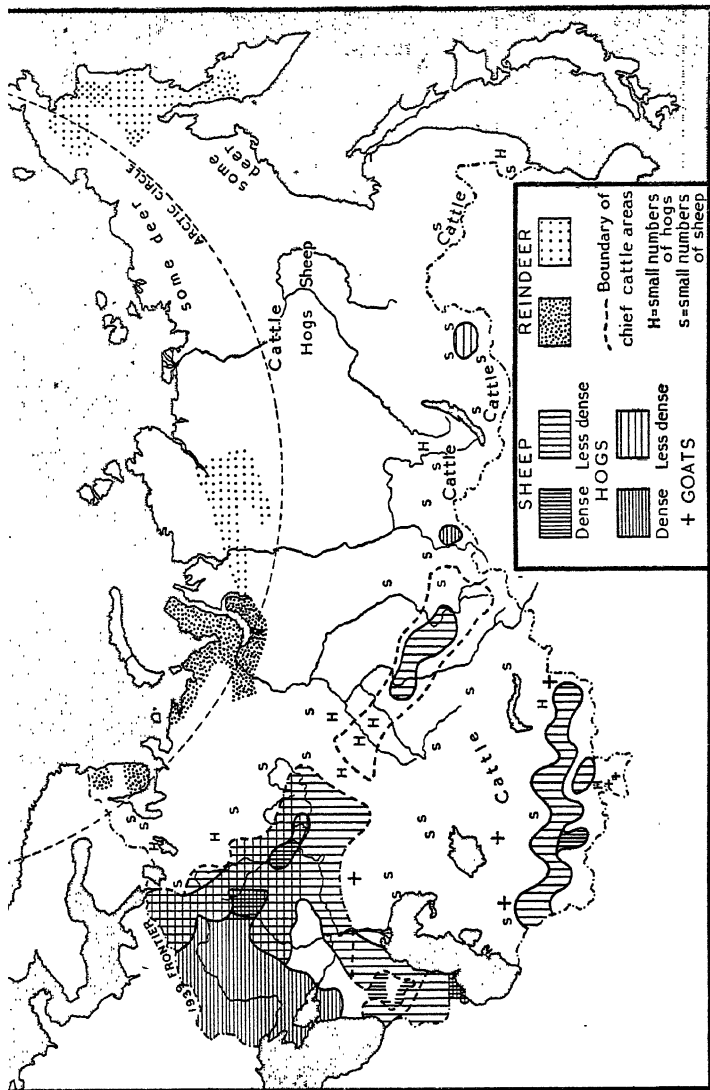 1939 FRONTIER
ARCTIC CIRCLE
some deer
some
deer
Cattle
Hogs
Sheep
H
S
S
H
S
S
S
H
H
H
H
S
S
S
S
S
S
S
S
S
S
Cattle
S
S
S
S
S
H
S
Cattle
S
Cattle
S
S
S
S
S
Cattle
S
H
S
H
H
SHEEP
REINDEER
Dense Less dense
HOGS
Dense Less dense
+ GOATS
Boundary of
chief cattle areas
H=small numbers
of hogs
S=small numbers
of sheep